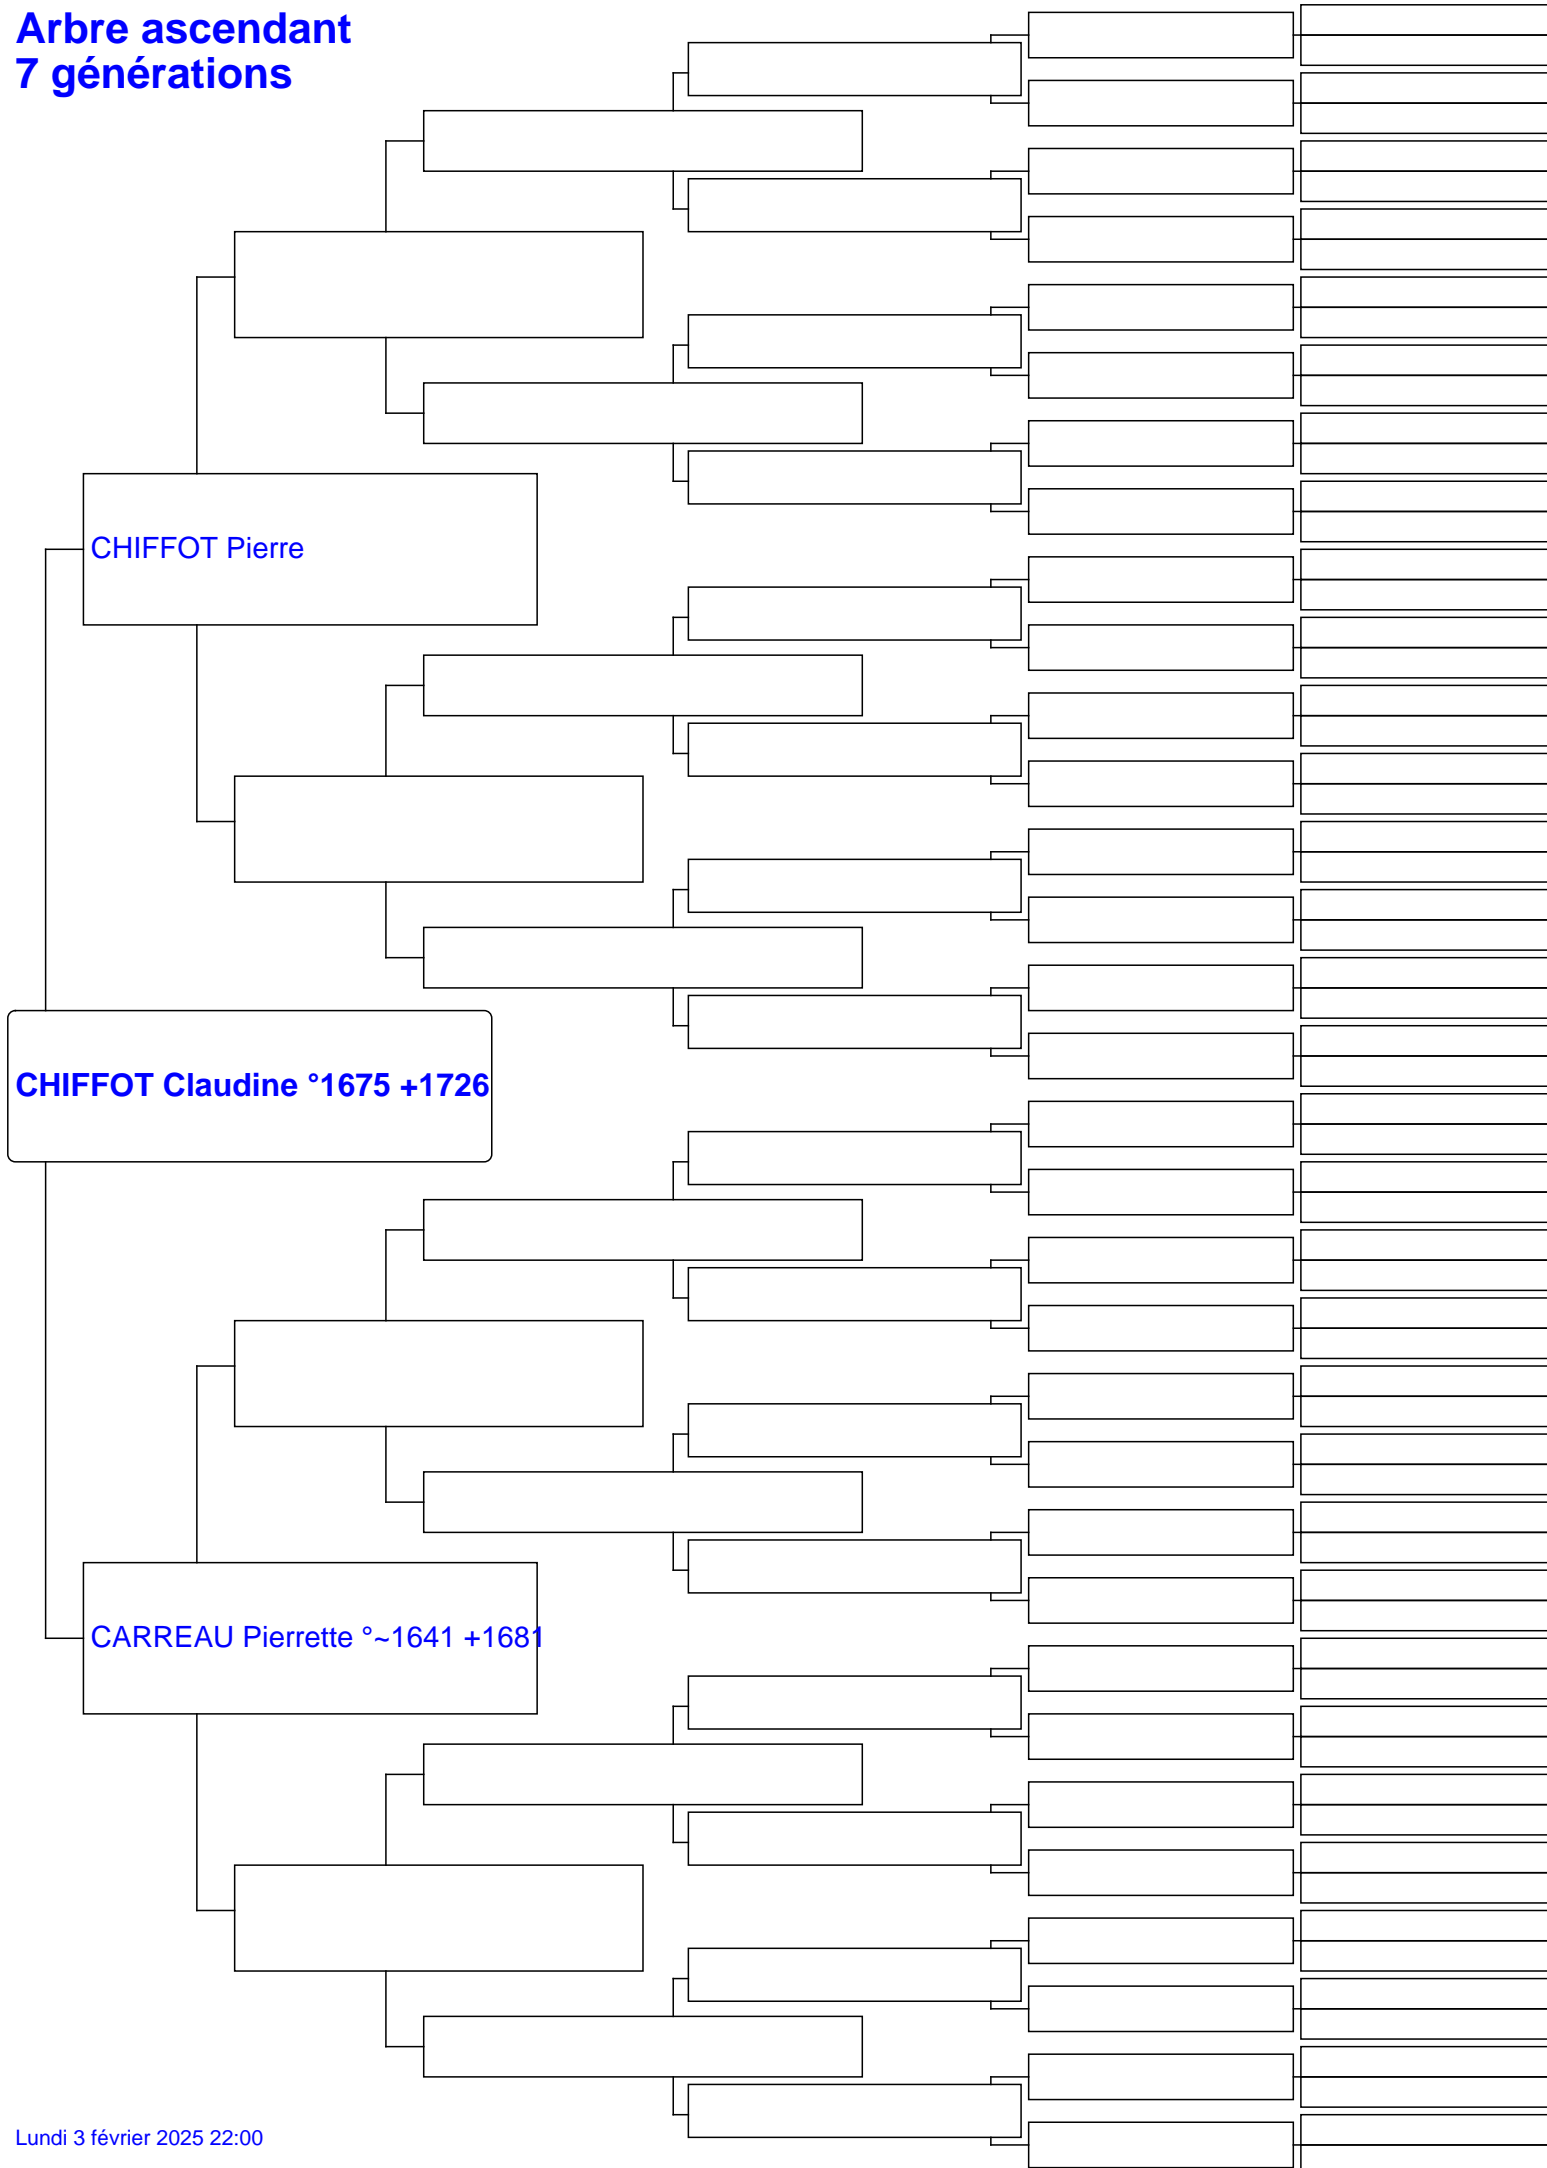 Arbre ascendant
7 générations
CHIFFOT Pierre
CHIFFOT Claudine °1675 +1726
CARREAU Pierrette °~1641 +1681
Lundi 3 février 2025 22:00